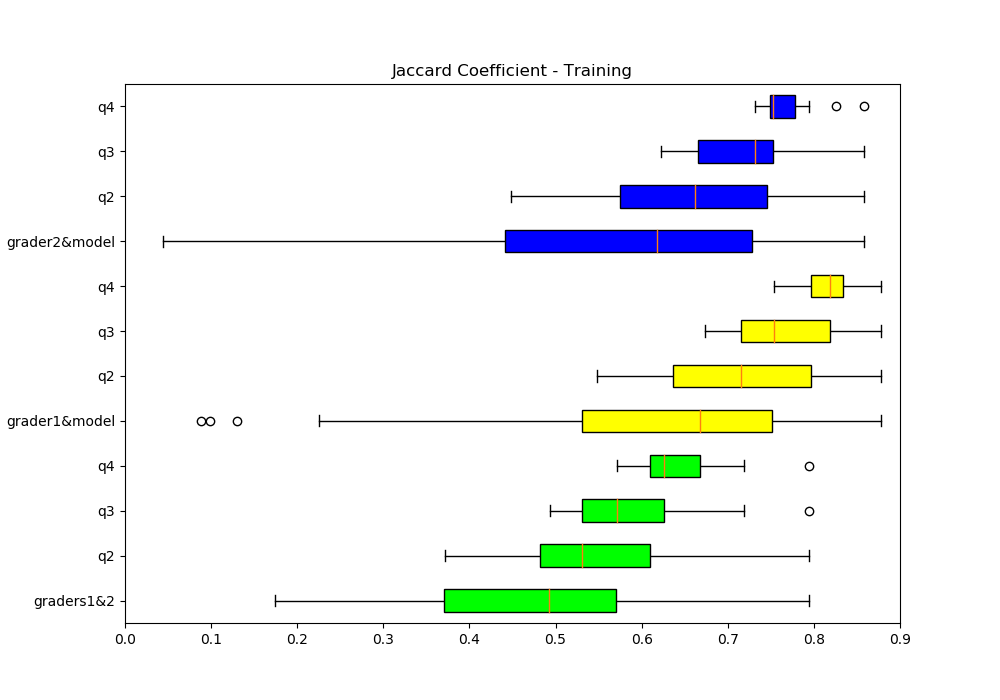 Jaccard Coefficient - Training
q4
q3
q2
grader2&model
q4
q3
q2
grader1&model
q4
q3
q2
graders1&2
0.0 0.1 0.2 0.3 0.4 0.5 0.6 0.7 0.8 0.9